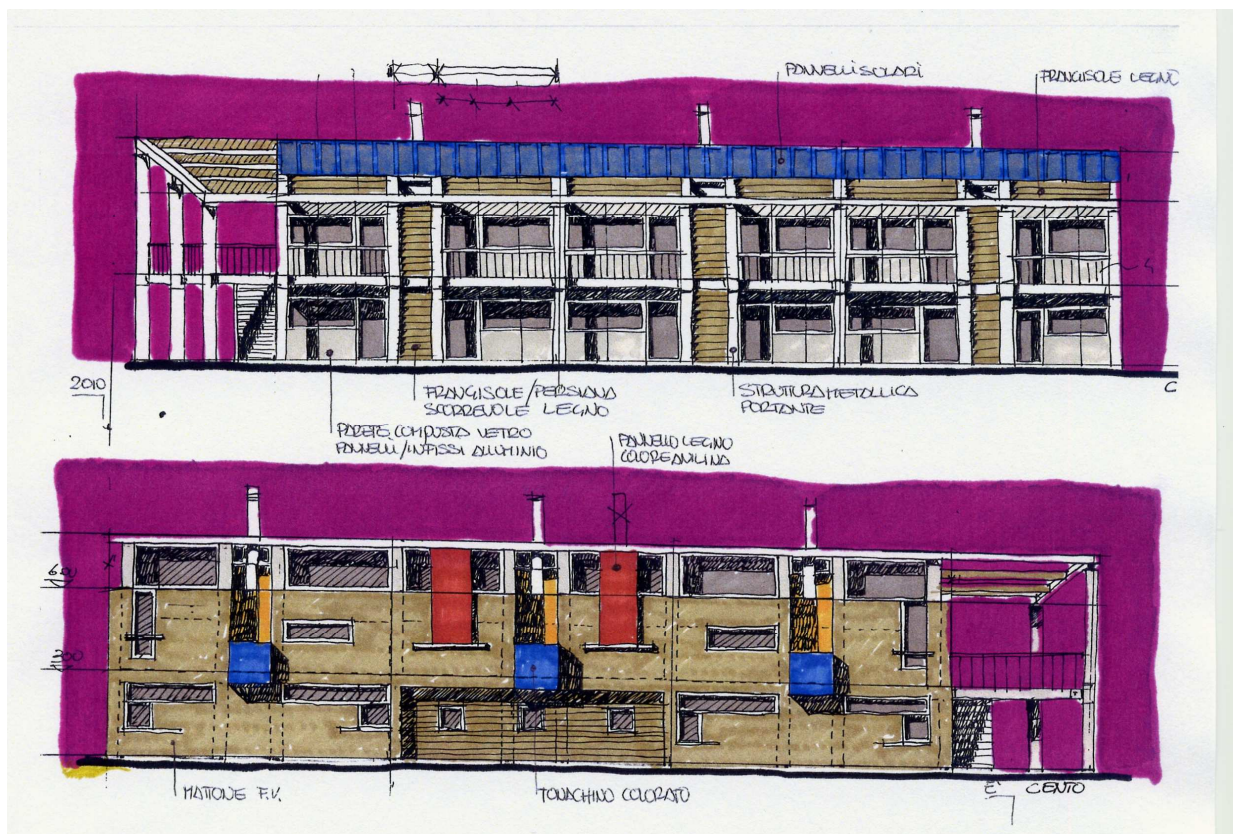 PANNELLI SOLARI
FRANGISOLE LEGNO
2010
C
FRANGISOLE/PERSIANA
SCORREVOLE LEGNO
STRUTTURA METALLICA
PORTANTE
PARETE COMPOSTA VETRO
PANNELLI/INFISSI ALLUMINIO
PANNELLO LEGNO
COLORE ANILINA
MATTONE F.V.
TONACHINO COLORATO
E' CENTO